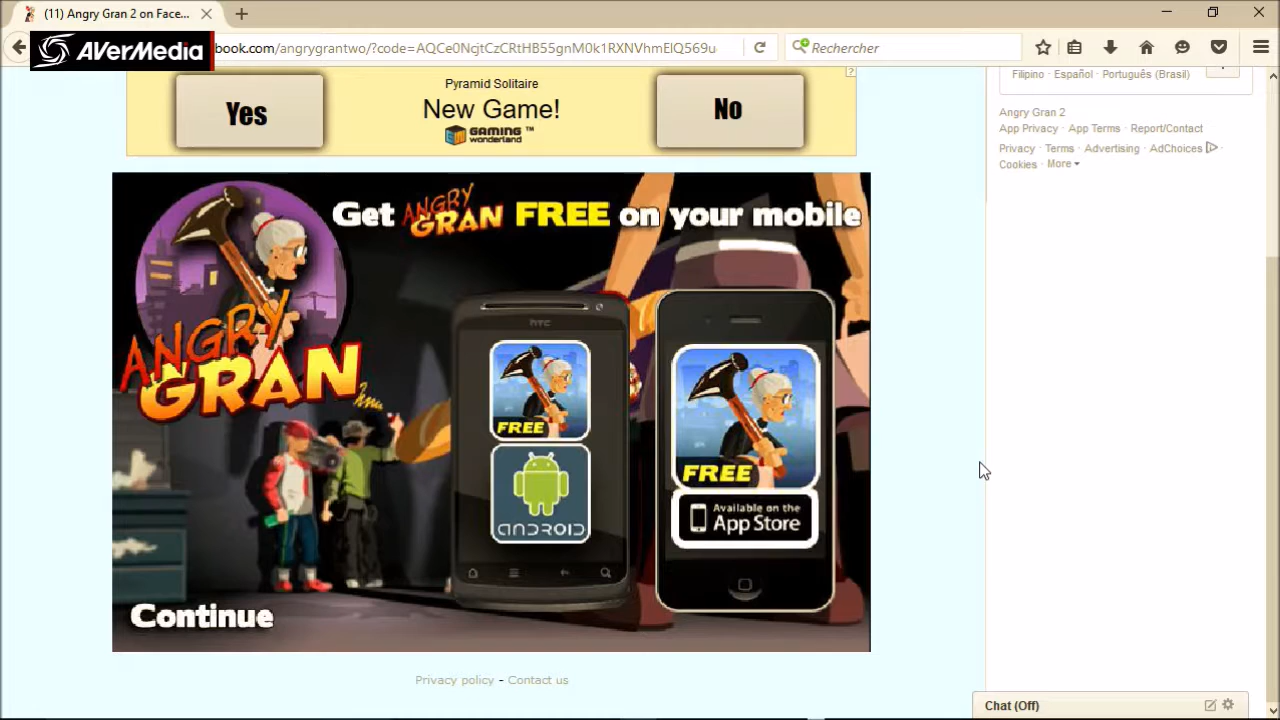 (11) Angry Gran 2 on Face...
AVerMedia
book.com/angrygrantwo/?code=AQCe0NgtCzCRtHB55gnM0k1RXNVhmEIQ569u
Rechercher
Yes
Pyramid Solitaire
New Game!
GAMING™
wonderland
No
?
Filipino · Español · Português (Brasil)
Angry Gran 2
App Privacy · App Terms · Report/Contact
Privacy · Terms · Advertising · AdChoices ·
Cookies · More
Get ANGRY GRAN FREE on your mobile
ANGRY
GRAN
htc
FREE
ANDROID
FREE
Available on the
App Store
Continue
Privacy policy - Contact us
Chat (Off)